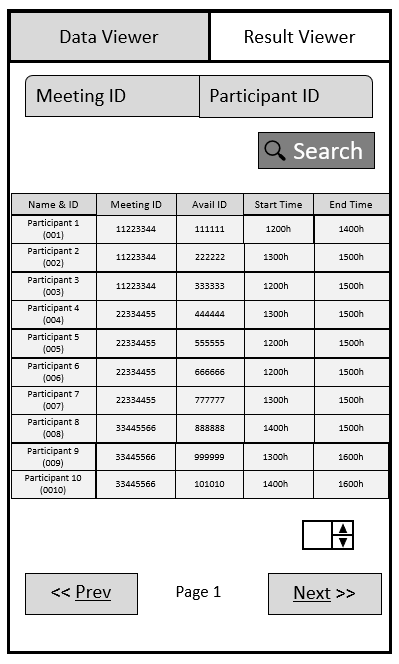 Data Viewer Result Viewer
Meeting ID Participant ID
Search
Name & ID Meeting ID Avail ID Start Time End Time
Participant 1
(001) 11223344 111111 1200h 1400h
Participant 2
(002) 11223344 222222 1300h 1500h
Participant 3
(003) 11223344 333333 1200h 1500h
Participant 4
(004) 22334455 444444 1300h 1500h
Participant 5
(005) 22334455 555555 1200h 1500h
Participant 6
(006) 22334455 666666 1200h 1500h
Participant 7
(007) 22334455 777777 1300h 1500h
Participant 8
(008) 33445566 888888 1400h 1500h
Participant 9
(009) 33445566 999999 1300h 1600h
Participant 10
(0010) 33445566 101010 1400h 1600h
<< Prev Page 1 Next >>